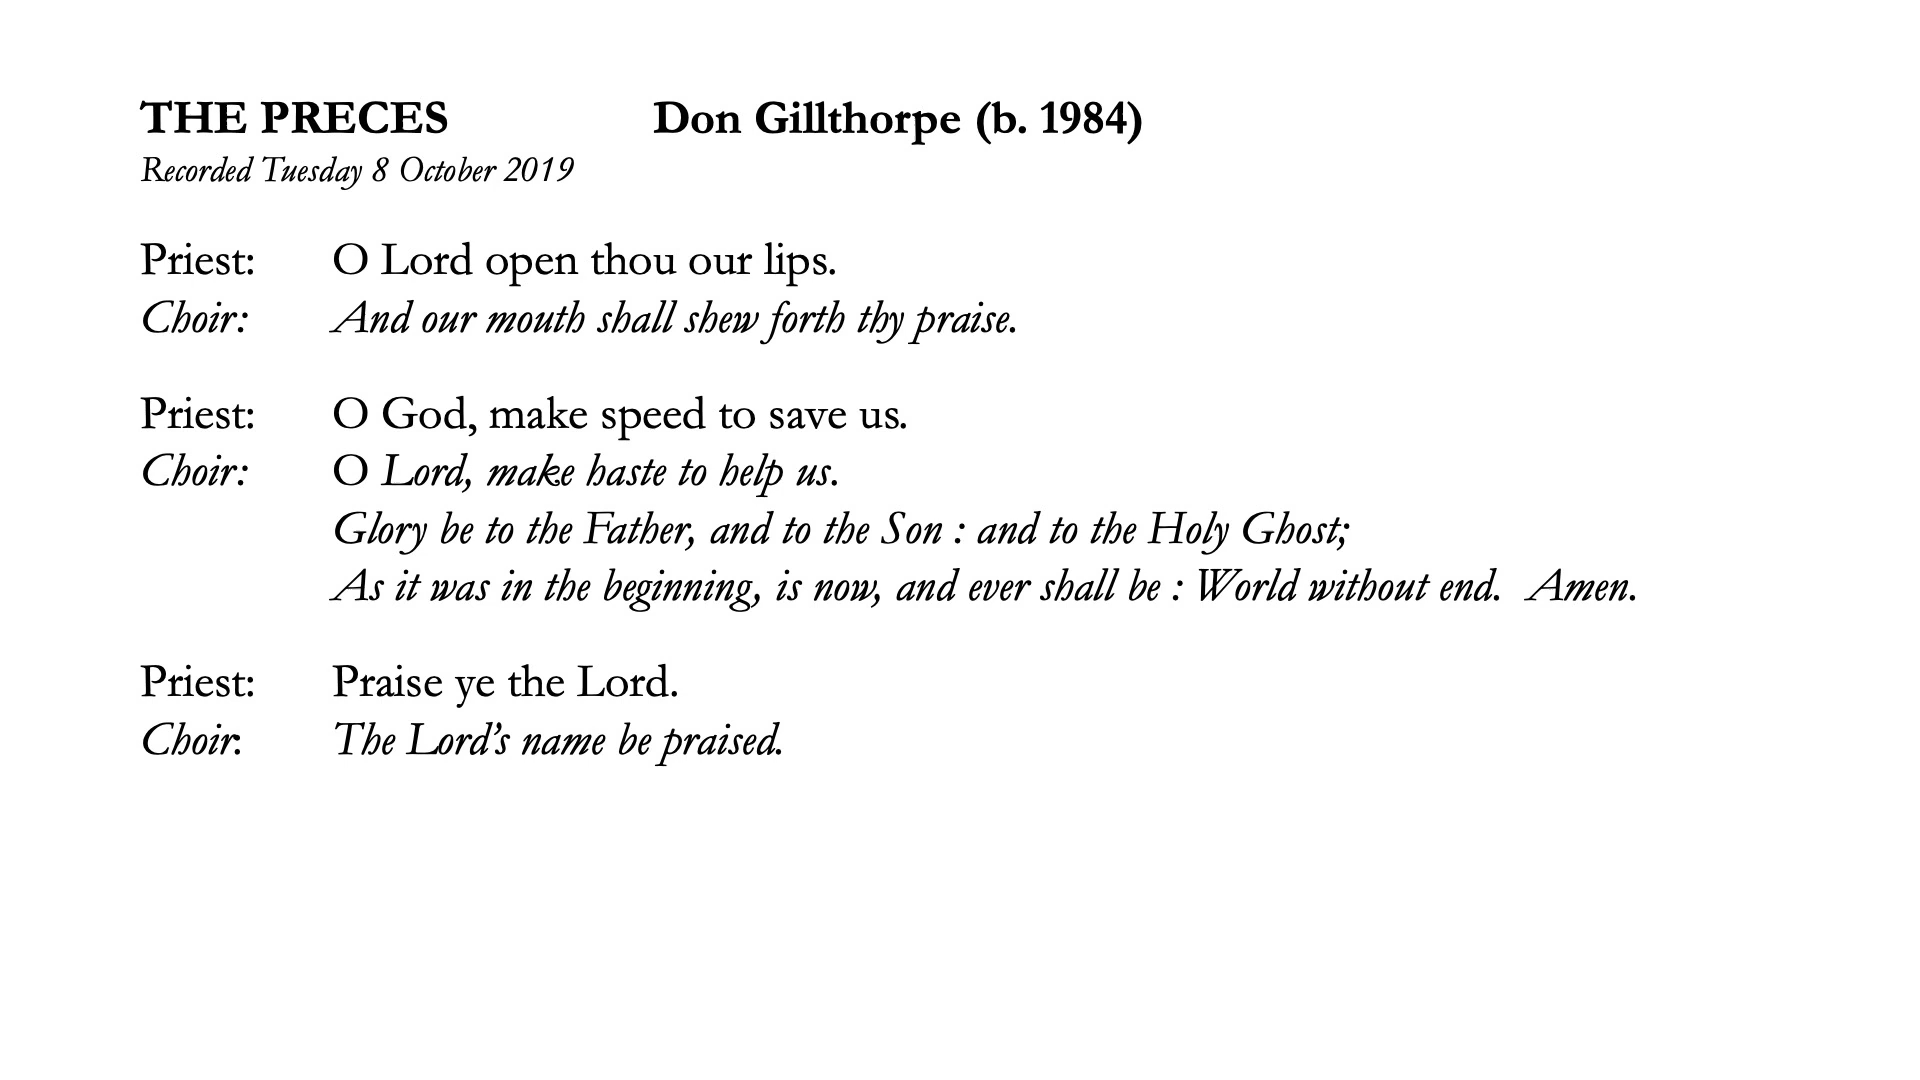 THE PRECES Don Gillthorpe (b. 1984)
Recorded Tuesday 8 October 2019
Priest: O Lord open thou our lips.
Choir: And our mouth shall shew forth thy praise.
Priest: O God, make speed to save us.
Choir: O Lord, make haste to help us.
Glory be to the Father, and to the Son : and to the Holy Ghost;
As it was in the beginning, is now, and ever shall be : World without end.  Amen.
Priest: Praise ye the Lord.
Choir: The Lord’s name be praised.